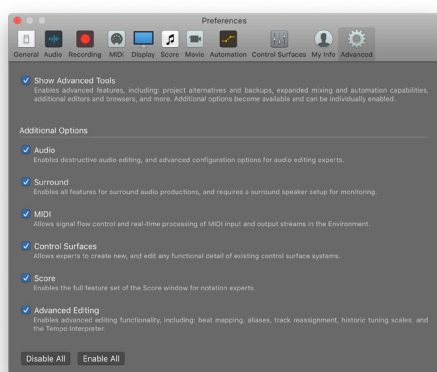 Preferences
General Audio Recording MIDI Display Score Movie Automation Control Surfaces My Info Advanced
Show Advanced Tools
Enables advanced features, including: project alternatives and backups, expanded mixing and automation capabilities,
additional editors and browsers, and more. Additional options become available and can be individually enabled.
Additional Options
Audio
Enables destructive audio editing, and advanced configuration options for audio editing experts.
Surround
Enables all features for surround audio productions, and requires a surround speaker setup for monitoring.
MIDI
Allows signal flow control and real-time processing of MIDI input and output streams in the Environment.
Control Surfaces
Allows experts to create new, and edit any functional detail of existing control surface systems.
Score
Enables the full feature set of the Score window for notation experts.
Advanced Editing
Enables advanced editing functionality, including: beat mapping, aliases, track reassignment, historic tuning scales, and
the Tempo Interpreter.
Disable All Enable All